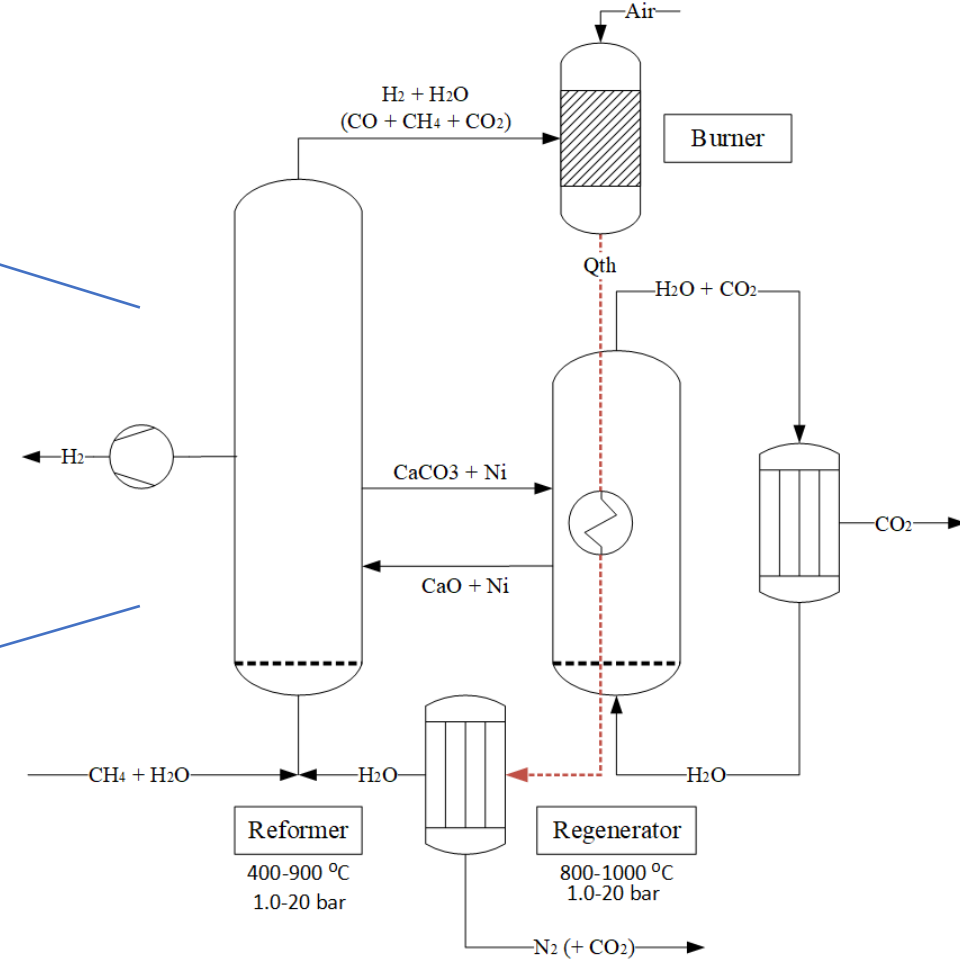 Air
H2 + H2O
(CO + CH4 + CO2)
Burner
Qth
H2O + CO2
H2
CaCO3 + Ni
CO2
CaO + Ni
CH4 + H2O
H2O
H2O
Reformer
400-900 ⁰C
1.0-20 bar
Regenerator
800-1000 ⁰C
1.0-20 bar
N2 (+ CO2)